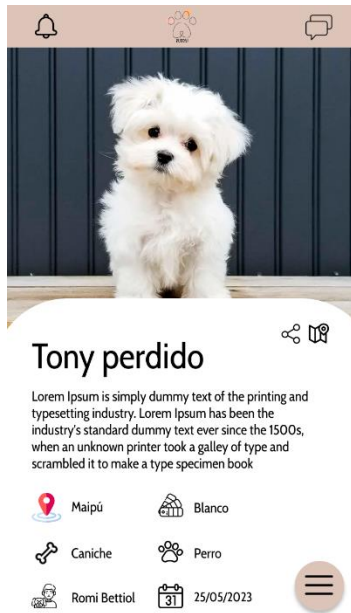 Tony perdido
Lorem Ipsum is simply dummy text of the printing and
typesetting industry. Lorem Ipsum has been the
industry's standard dummy text ever since the 1500s,
when an unknown printer took a galley of type and
scrambled it to make a type specimen book
Maipú
Blanco
Caniche
Perro
Romi Bettiol
31
25/05/2023